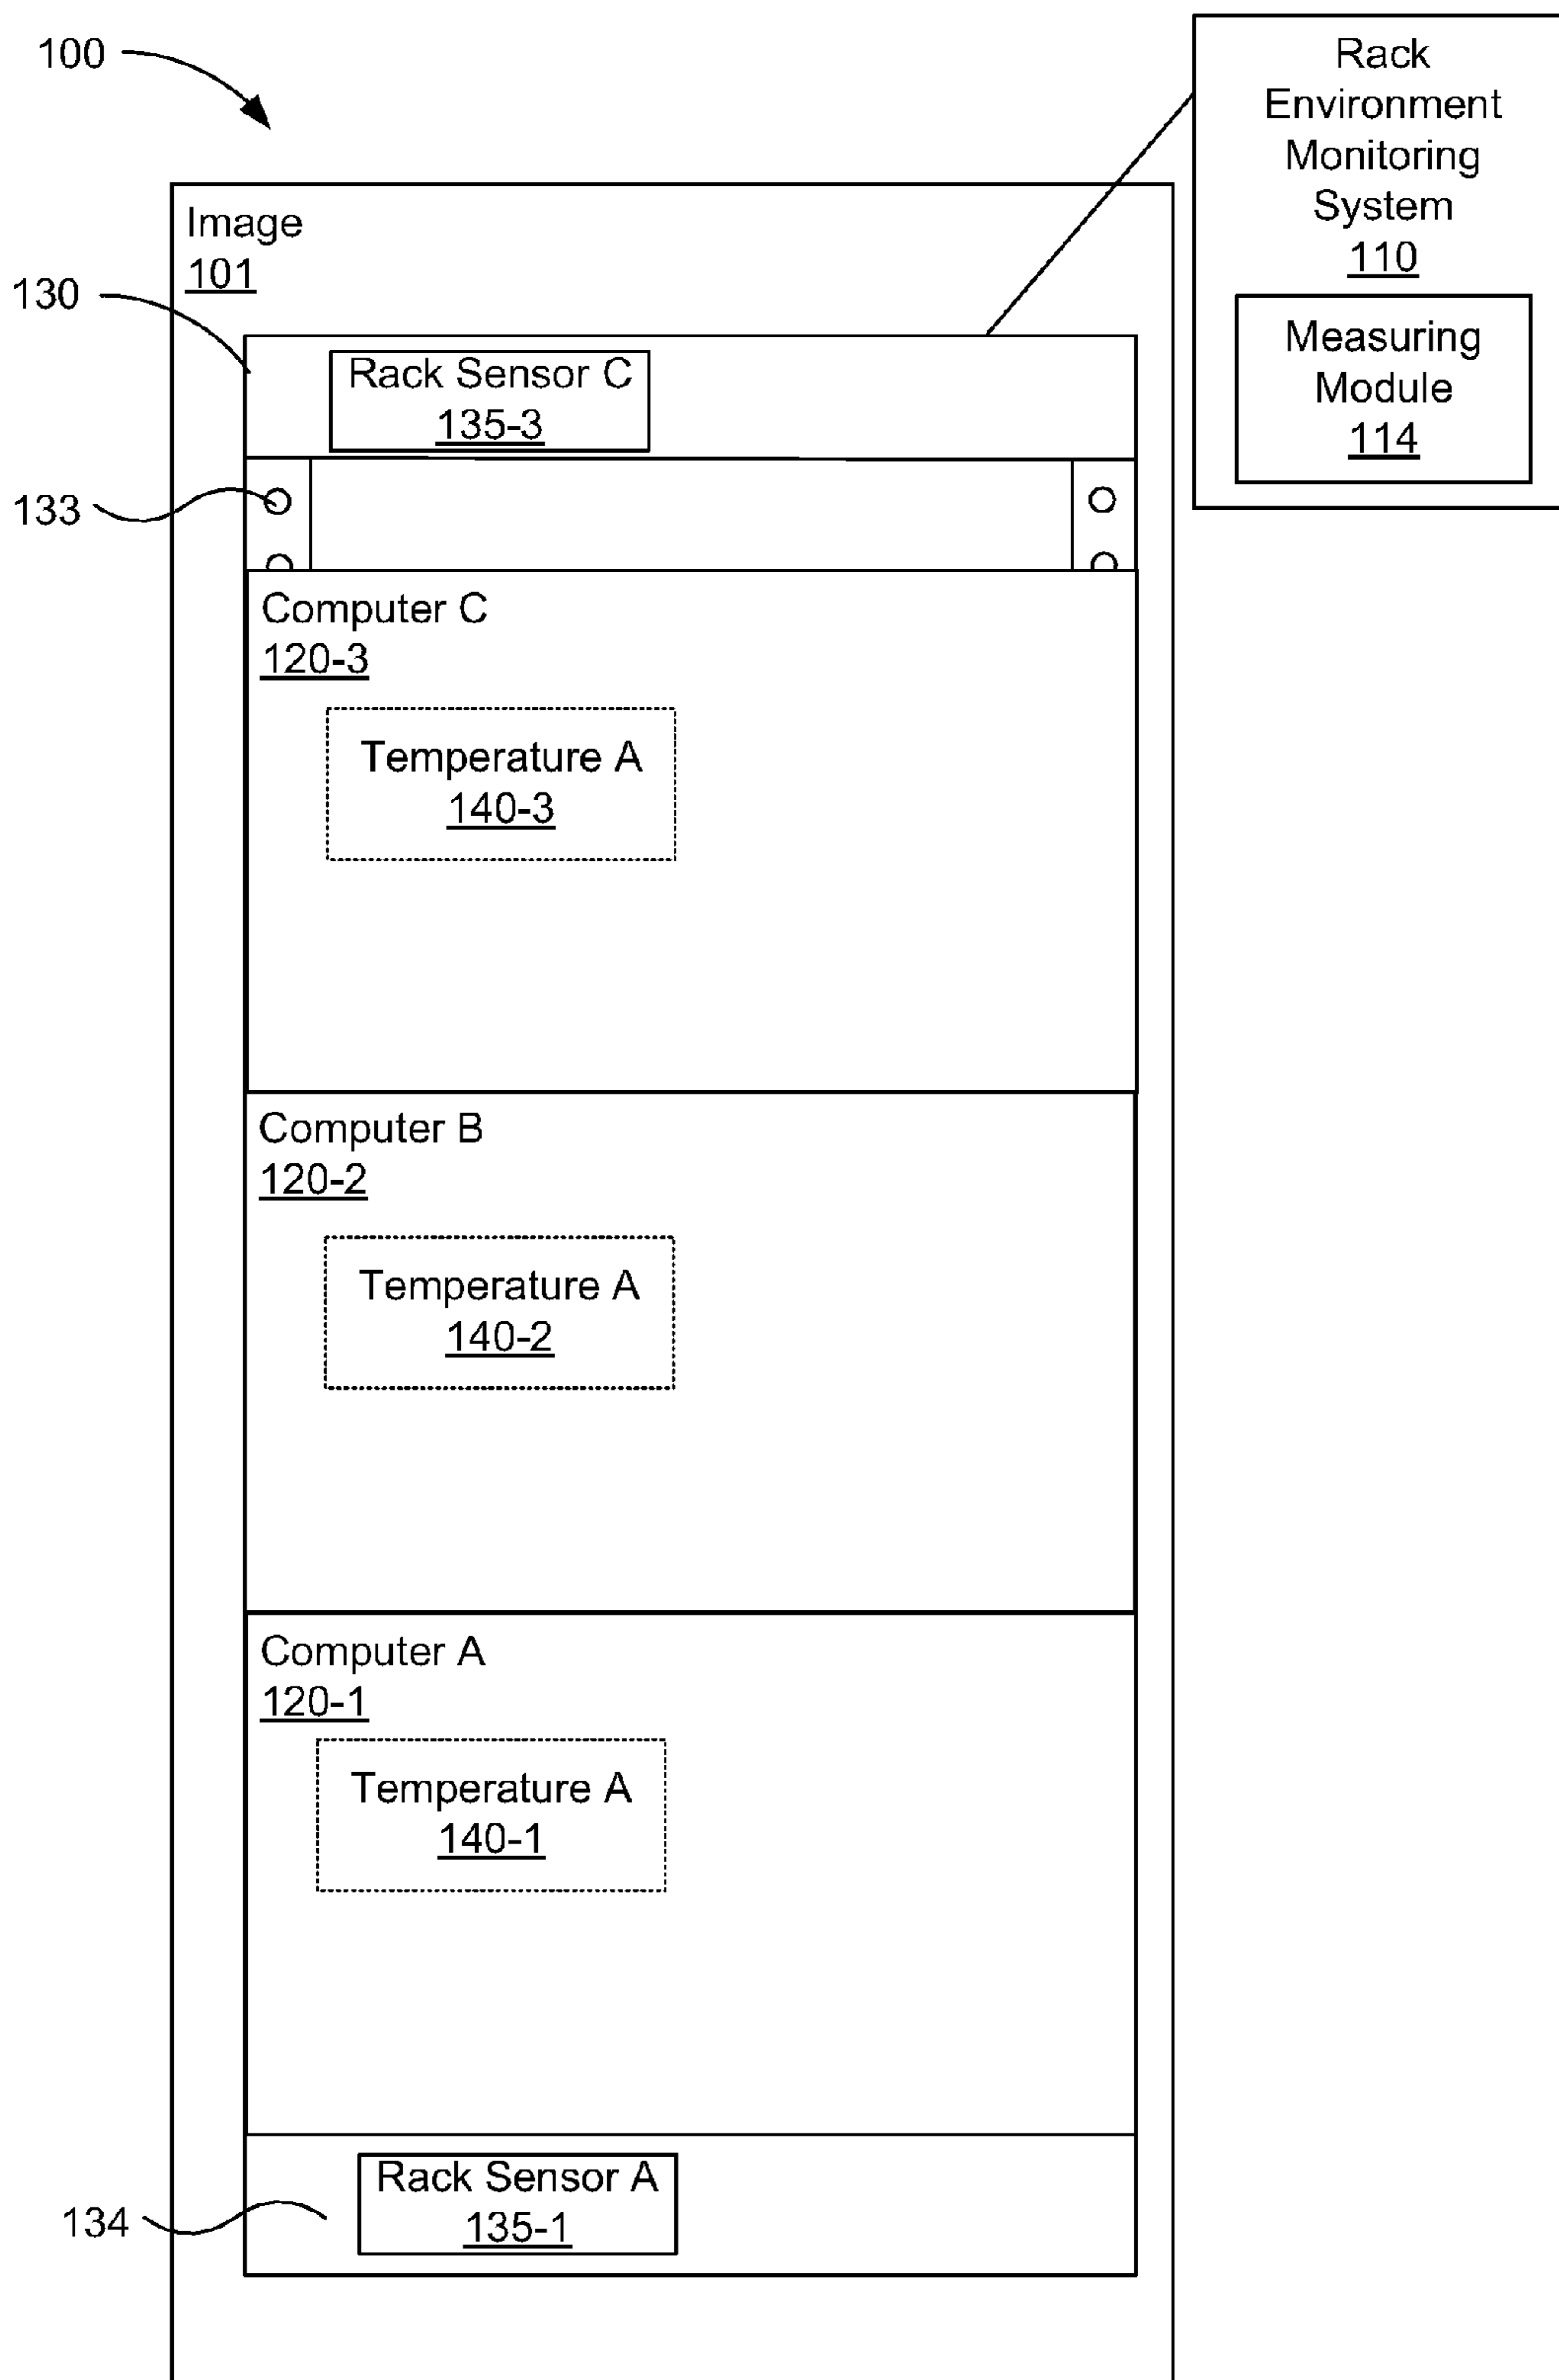 100
Rack
Environment
Monitoring
System
110
Measuring
Module
114
Image
101
130
Rack Sensor C
135-3
133
Computer C
120-3
Temperature A
140-3
Computer B
120-2
Temperature A
140-2
Computer A
120-1
Temperature A
140-1
Rack Sensor A
135-1
134